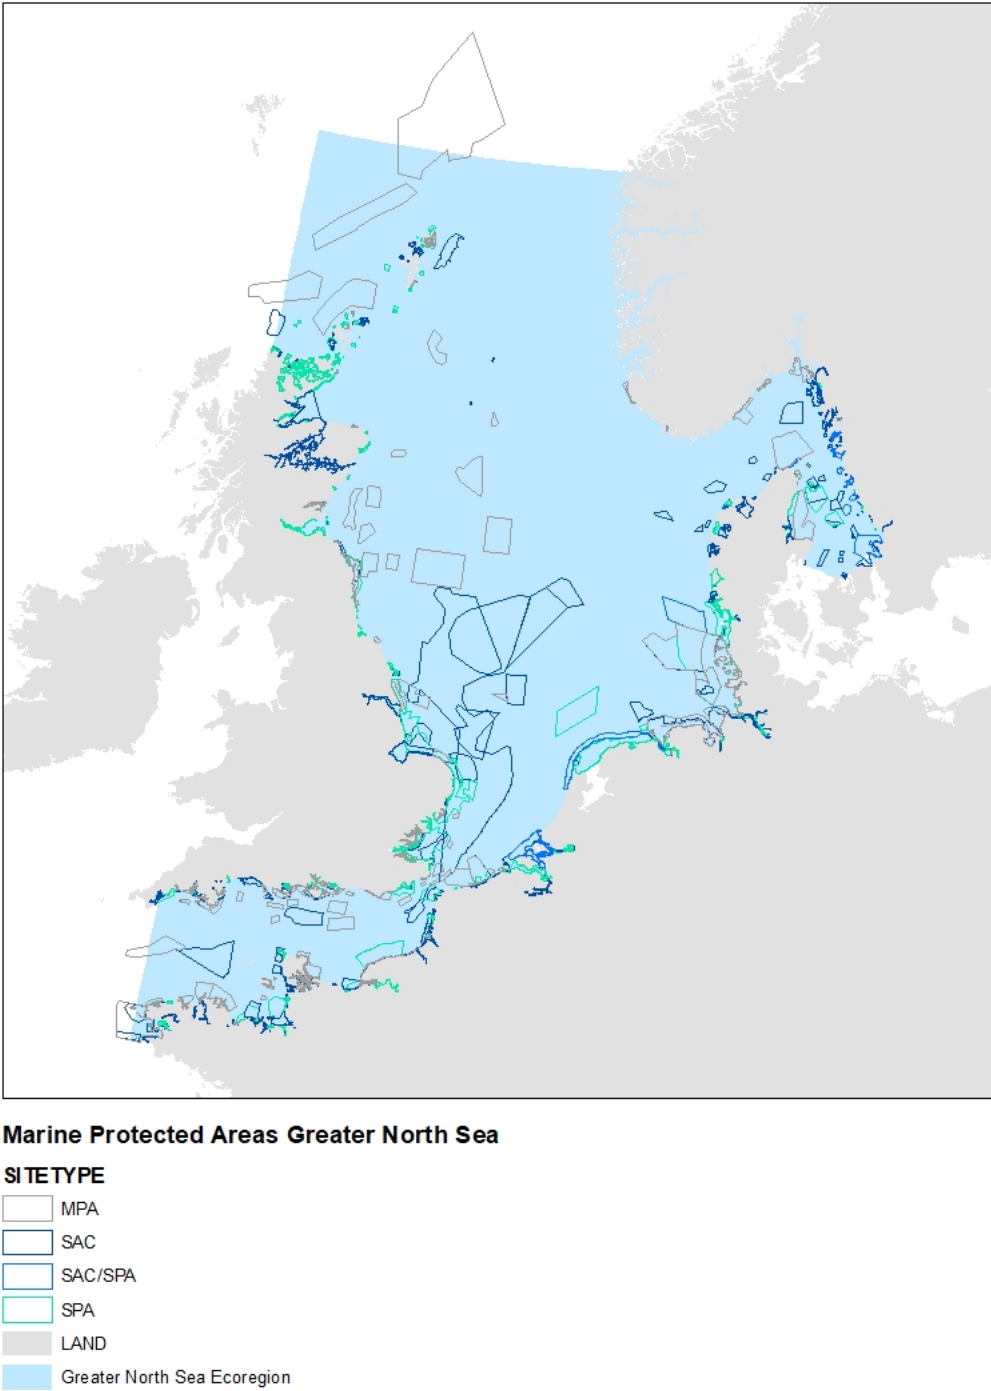 Marine Protected Areas Greater North Sea
SITETYPE
MPA
SAC
SAC/SPA
SPA
LAND
Greater North Sea Ecoregion